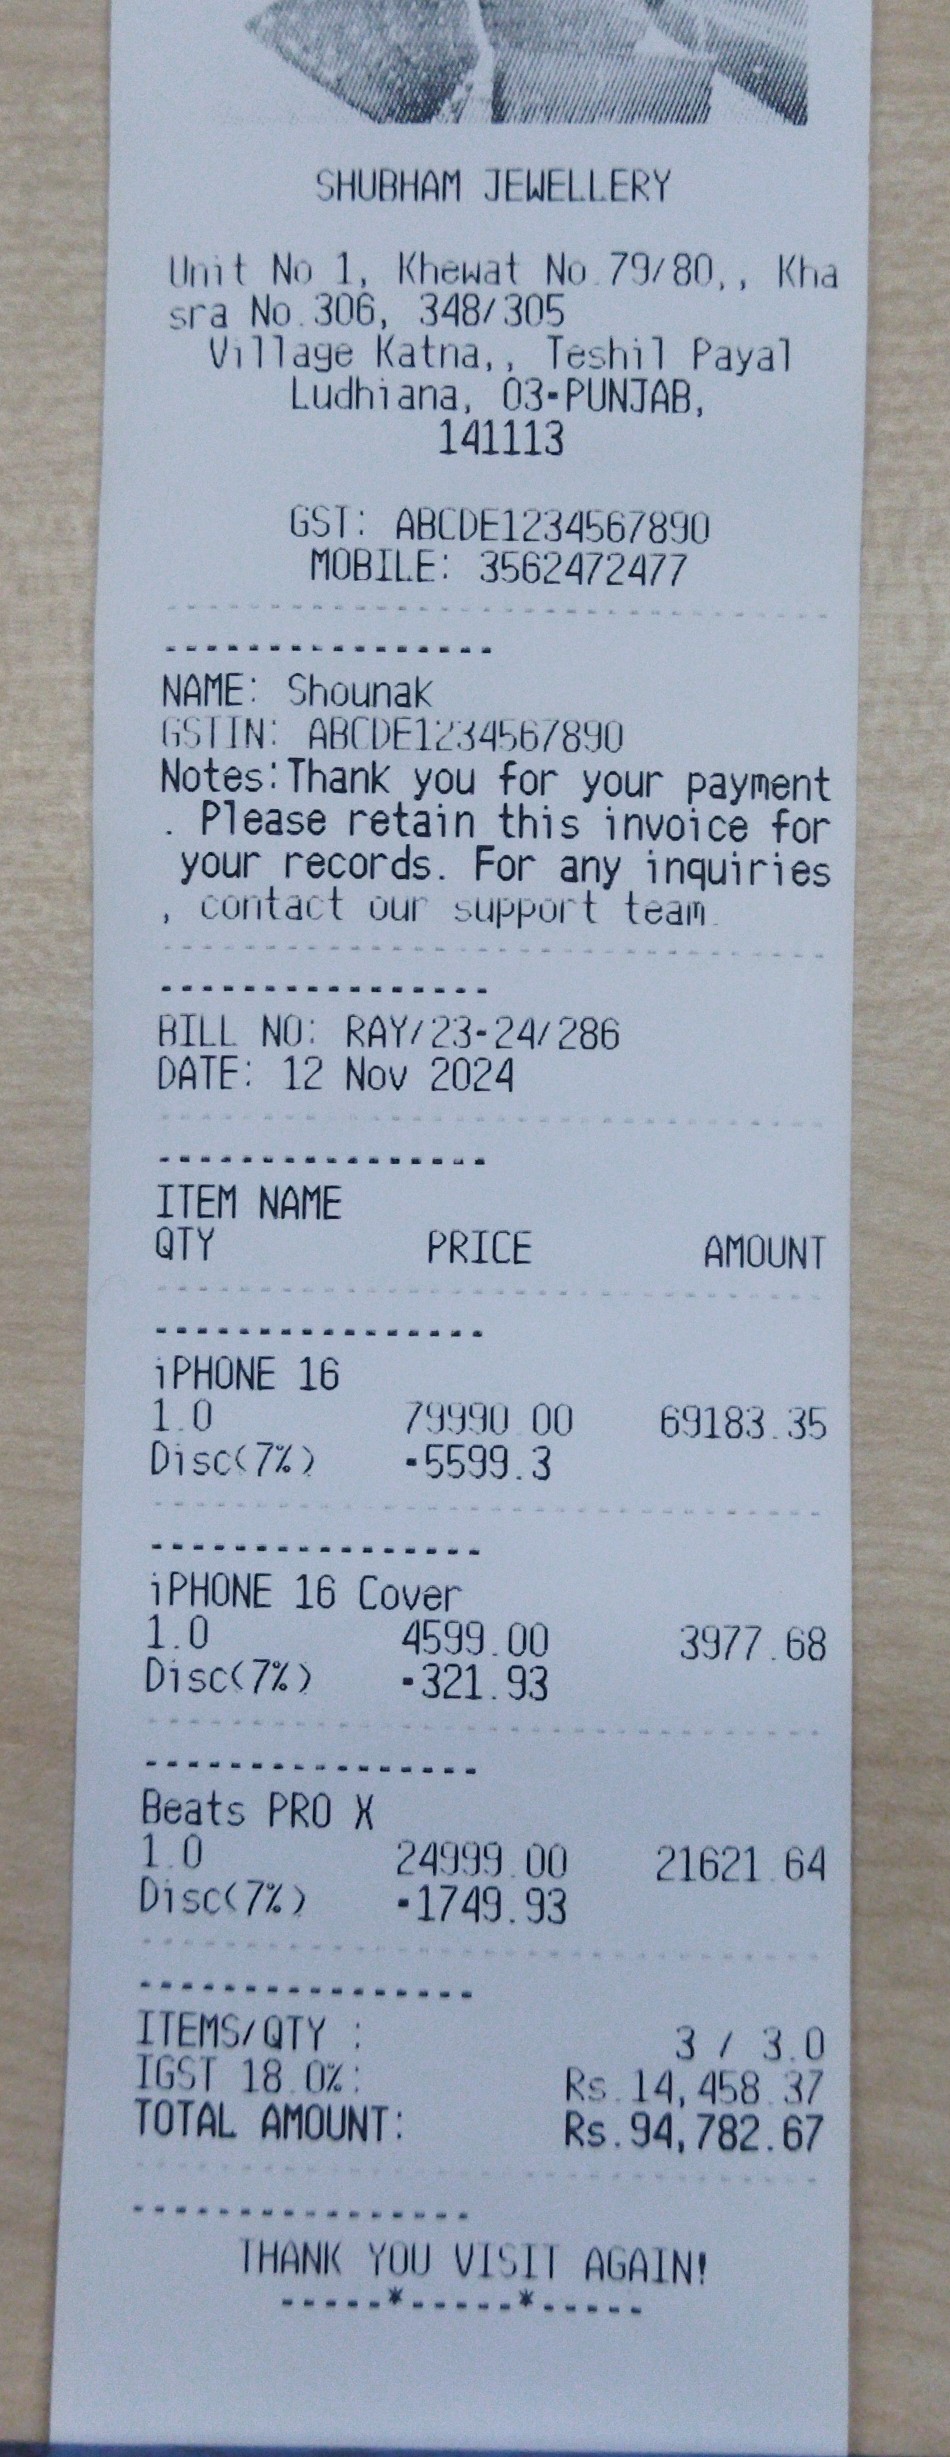 SHUBHAM JEWELLERY
Unit No 1, Khewat No.79/80,, Kha
sra No.306, 348/305
Village Katna,, Teshil Payal
Ludhiana, 03-PUNJAB,
141113
GST: ABCDE1234567890
MOBILE: 3562472477
NAME: Shounak
GSTIN: ABCDE1234567890
Notes:Thank you for your payment
. Please retain this invoice for
your records. For any inquiries
, contact our support team.
BILL NO: RAY/23-24/286
DATE: 12 Nov 2024
ITEM NAME
QTY PRICE AMOUNT
iPHONE 16
1.0 79990.00 69183.35
Disc(7%) -5599.3
iPHONE 16 Cover
1.0 4599.00 3977.68
Disc(7%) -321.93
Beats PRO X
1.0 24999.00 21621.64
Disc(7%) -1749.93
ITEMS/QTY : 3 / 3.0
IGST 18.0%: Rs.14,458.37
TOTAL AMOUNT: Rs.94,782.67
THANK YOU VISIT AGAIN!
-----*-----*-----